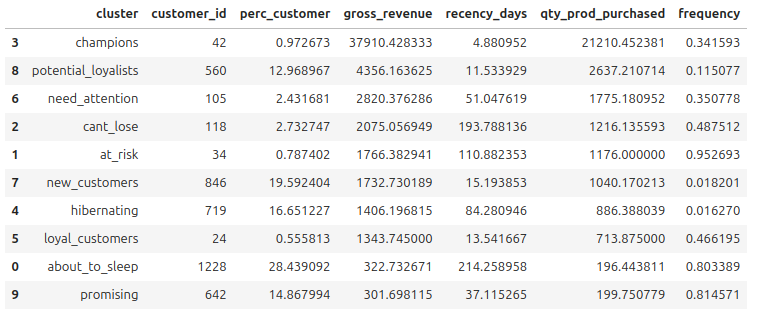 cluster customer_id perc_customer gross_revenue recency_days qty_prod_purchased frequency
3 champions 42 0.972673 37910.428333 4.880952 21210.452381 0.341593
8 potential_loyalists 560 12.968967 4356.163625 11.533929 2637.210714 0.115077
6 need_attention 105 2.431681 2820.376286 51.047619 1775.180952 0.350778
2 cant_lose 118 2.732747 2075.056949 193.788136 1216.135593 0.487512
1 at_risk 34 0.787402 1766.382941 110.882353 1176.000000 0.952693
7 new_customers 846 19.592404 1732.730189 15.193853 1040.170213 0.018201
4 hibernating 719 16.651227 1406.196815 84.280946 886.388039 0.016270
5 loyal_customers 24 0.555813 1343.745000 13.541667 713.875000 0.466195
0 about_to_sleep 1228 28.439092 322.732671 214.258958 196.443811 0.803389
9 promising 642 14.867994 301.698115 37.115265 199.750779 0.814571